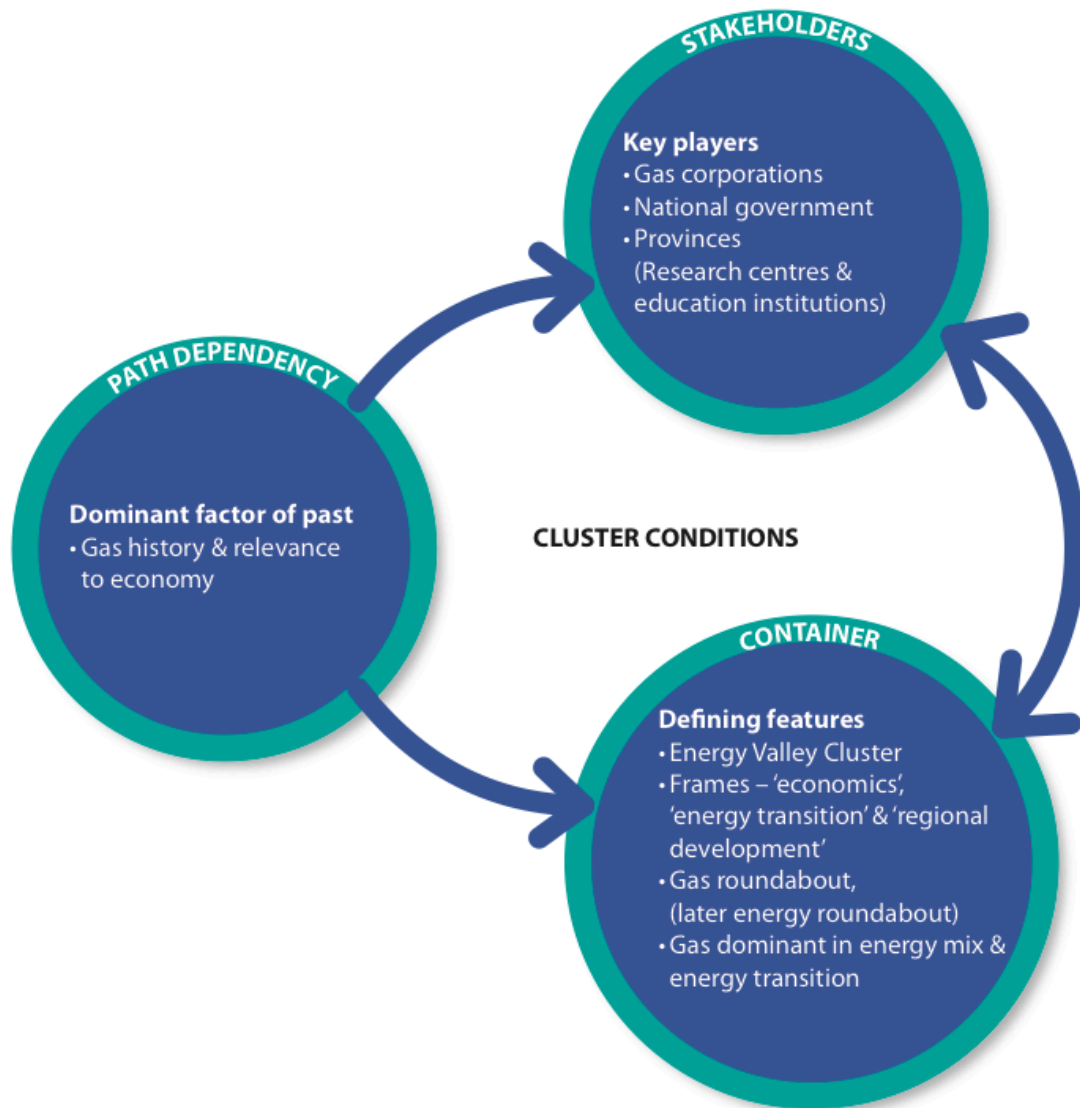 STAKEHOLDERS
Key players
• Gas corporations
• National government
• Provinces
(Research centres &
education institutions)
PATH DEPENDENCY
Dominant factor of past
• Gas history & relevance
to economy
CLUSTER CONDITIONS
CONTAINER
Defining features
• Energy Valley Cluster
• Frames – ‘economics’,
‘energy transition’ & ‘regional
development’
• Gas roundabout,
(later energy roundabout)
• Gas dominant in energy mix &
energy transition